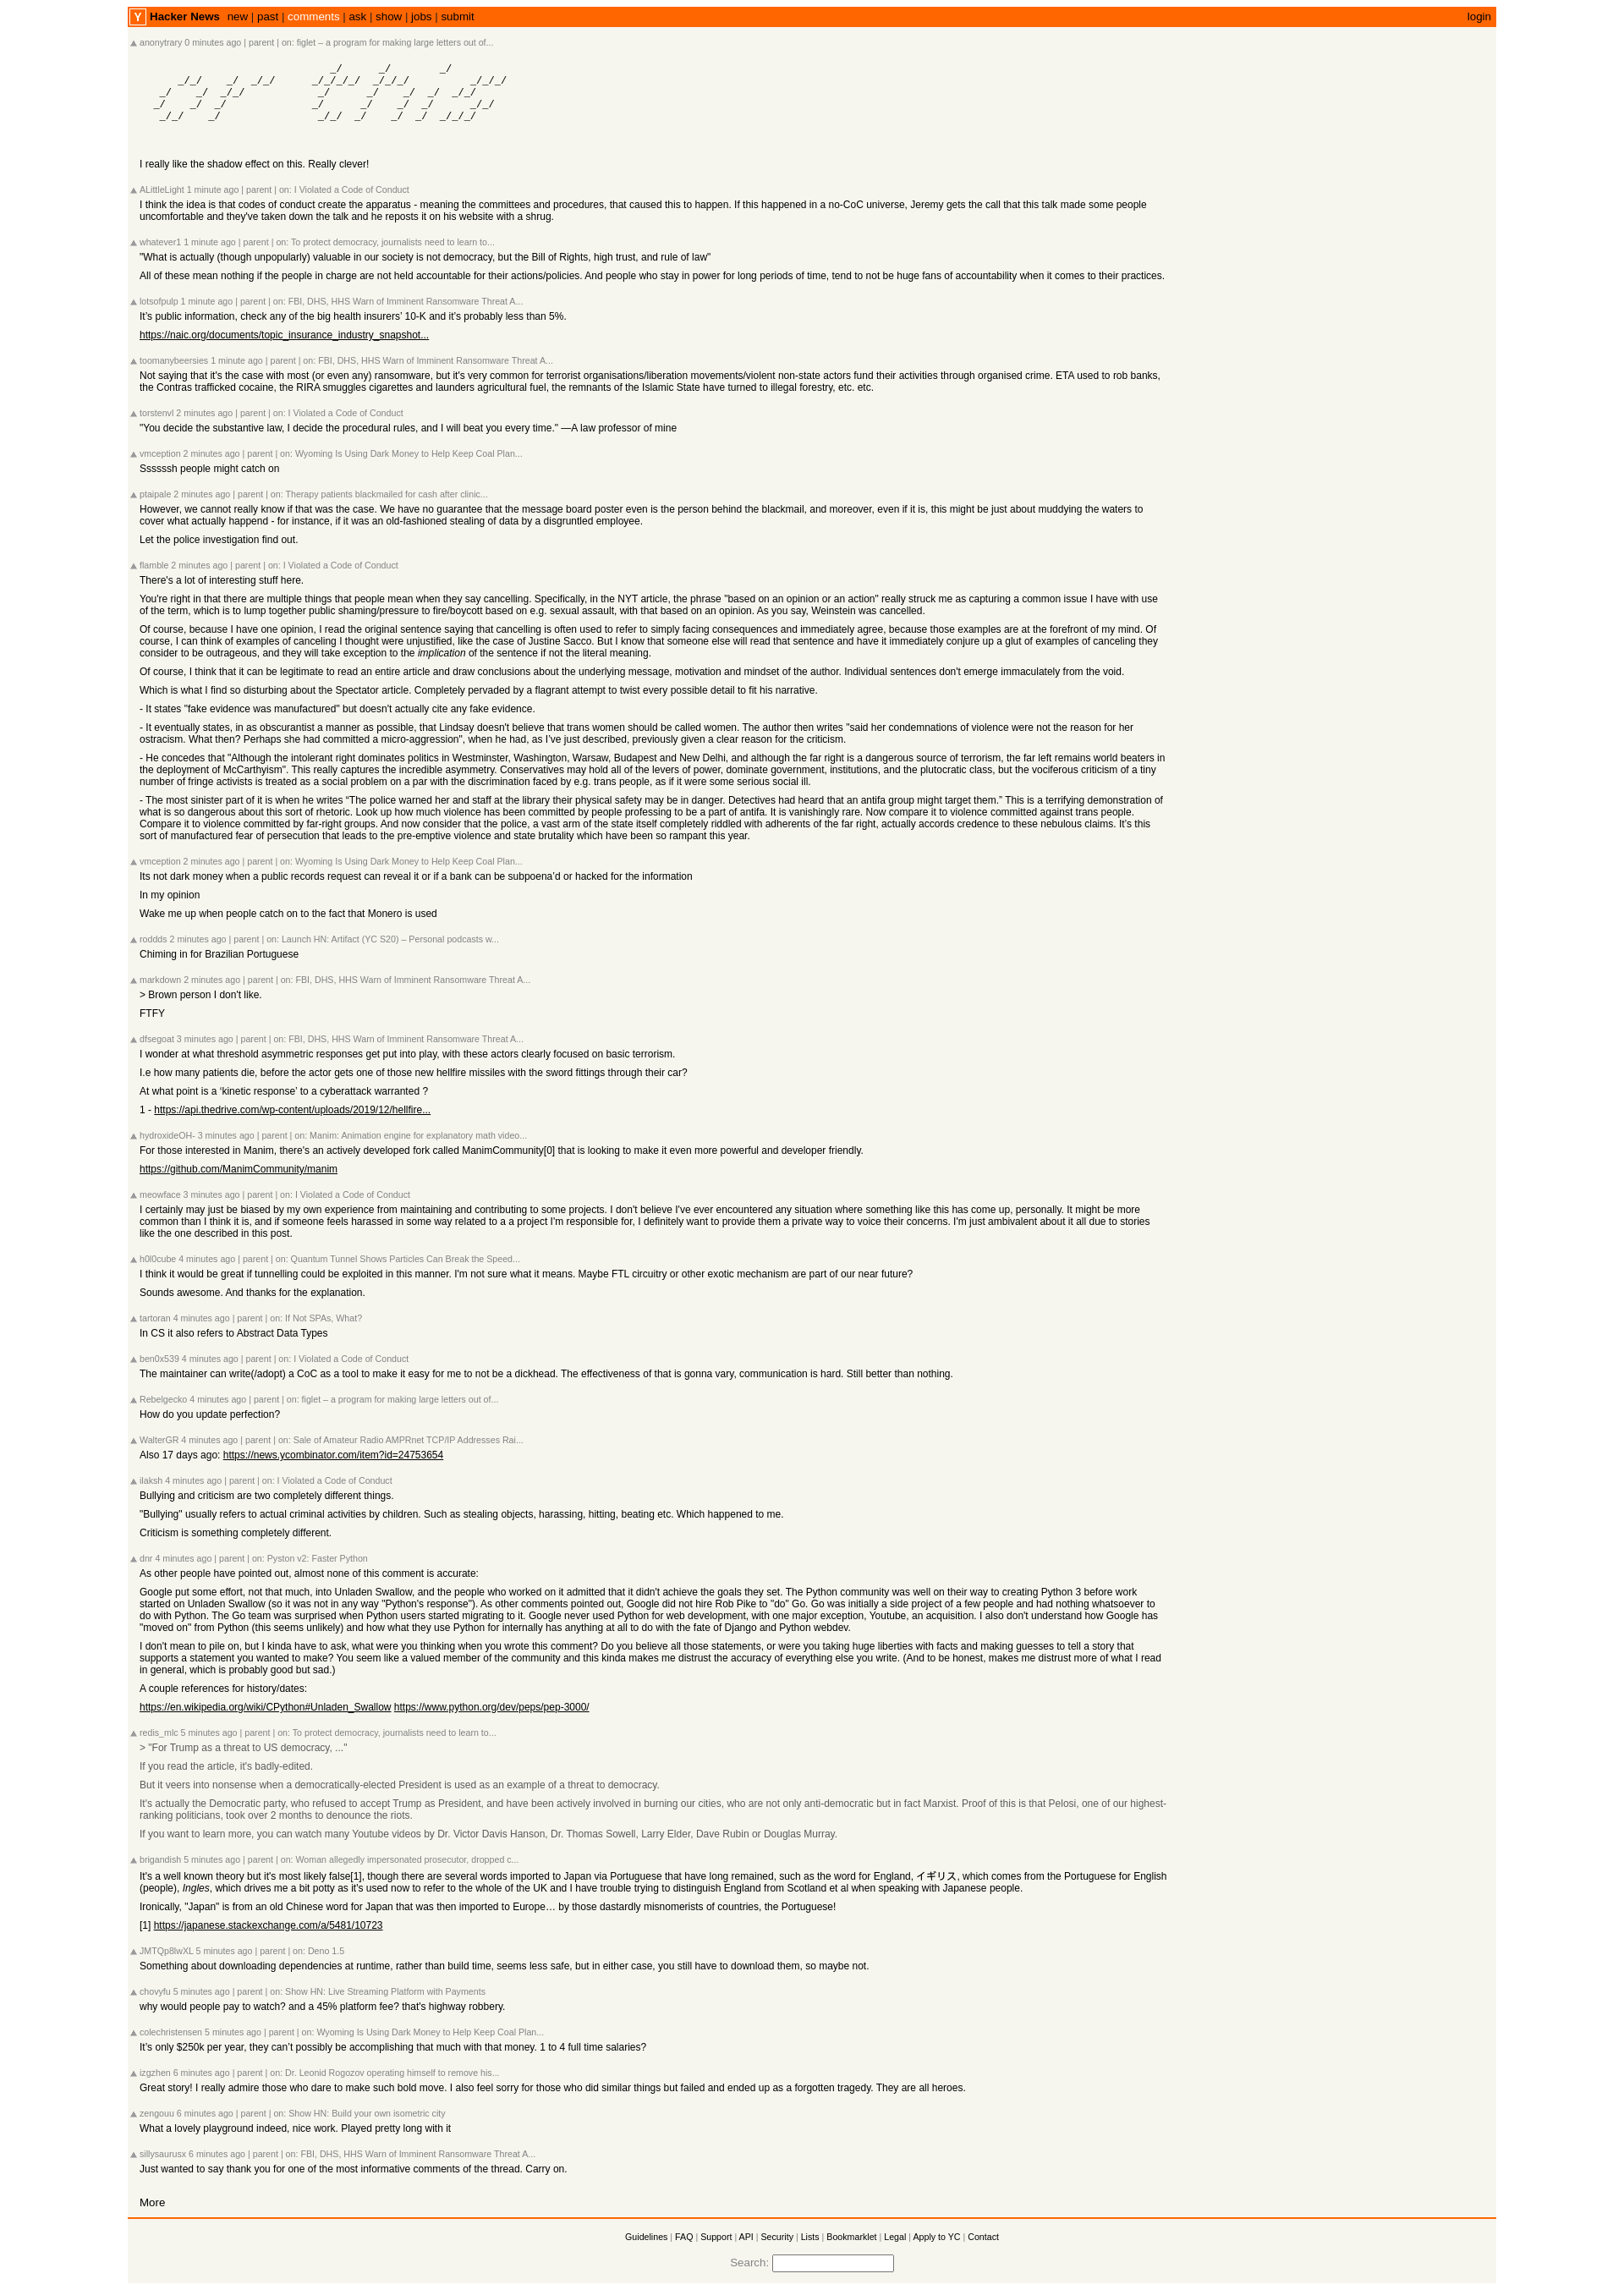 Y Hacker News new | past | comments | ask | show | jobs | submit login
anonytrary 0 minutes ago | parent | on: figlet – a program for making large letters out of...
_/ _/ _/
_/_/ _/ _/_/ _/_/_/_/ _/_/_/ _/_/_/
_/ _/ _/_/ _/ _/ _/ _/ _/_/
_/ _/ _/ _/ _/ _/ _/ _/_/
_/_/ _/ _/_/ _/ _/ _/ _/_/_/
I really like the shadow effect on this. Really clever!
ALittleLight 1 minute ago | parent | on: I Violated a Code of Conduct
I think the idea is that codes of conduct create the apparatus - meaning the committees and procedures, that caused this to happen. If this happened in a no-CoC universe, Jeremy gets the call that this talk made some people
uncomfortable and they've taken down the talk and he reposts it on his website with a shrug.
whatever1 1 minute ago | parent | on: To protect democracy, journalists need to learn to...
"What is actually (though unpopularly) valuable in our society is not democracy, but the Bill of Rights, high trust, and rule of law"
All of these mean nothing if the people in charge are not held accountable for their actions/policies. And people who stay in power for long periods of time, tend to not be huge fans of accountability when it comes to their practices.
lotsofpulp 1 minute ago | parent | on: FBI, DHS, HHS Warn of Imminent Ransomware Threat A...
It’s public information, check any of the big health insurers’ 10-K and it’s probably less than 5%.
https://naic.org/documents/topic_insurance_industry_snapshot...
toomanybeersies 1 minute ago | parent | on: FBI, DHS, HHS Warn of Imminent Ransomware Threat A...
Not saying that it's the case with most (or even any) ransomware, but it's very common for terrorist organisations/liberation movements/violent non-state actors fund their activities through organised crime. ETA used to rob banks,
the Contras trafficked cocaine, the RIRA smuggles cigarettes and launders agricultural fuel, the remnants of the Islamic State have turned to illegal forestry, etc. etc.
torstenvl 2 minutes ago | parent | on: I Violated a Code of Conduct
"You decide the substantive law, I decide the procedural rules, and I will beat you every time." —A law professor of mine
vmception 2 minutes ago | parent | on: Wyoming Is Using Dark Money to Help Keep Coal Plan...
Ssssssh people might catch on
ptaipale 2 minutes ago | parent | on: Therapy patients blackmailed for cash after clinic...
However, we cannot really know if that was the case. We have no guarantee that the message board poster even is the person behind the blackmail, and moreover, even if it is, this might be just about muddying the waters to
cover what actually happend - for instance, if it was an old-fashioned stealing of data by a disgruntled employee.
Let the police investigation find out.
flamble 2 minutes ago | parent | on: I Violated a Code of Conduct
There's a lot of interesting stuff here.
You're right in that there are multiple things that people mean when they say cancelling. Specifically, in the NYT article, the phrase "based on an opinion or an action" really struck me as capturing a common issue I have with use
of the term, which is to lump together public shaming/pressure to fire/boycott based on e.g. sexual assault, with that based on an opinion. As you say, Weinstein was cancelled.
Of course, because I have one opinion, I read the original sentence saying that cancelling is often used to refer to simply facing consequences and immediately agree, because those examples are at the forefront of my mind. Of
course, I can think of examples of canceling I thought were unjustified, like the case of Justine Sacco. But I know that someone else will read that sentence and have it immediately conjure up a glut of examples of canceling they
consider to be outrageous, and they will take exception to the implication of the sentence if not the literal meaning.
Of course, I think that it can be legitimate to read an entire article and draw conclusions about the underlying message, motivation and mindset of the author. Individual sentences don't emerge immaculately from the void.
Which is what I find so disturbing about the Spectator article. Completely pervaded by a flagrant attempt to twist every possible detail to fit his narrative.
- It states "fake evidence was manufactured" but doesn't actually cite any fake evidence.
- It eventually states, in as obscurantist a manner as possible, that Lindsay doesn't believe that trans women should be called women. The author then writes "said her condemnations of violence were not the reason for her
ostracism. What then? Perhaps she had committed a micro-aggression", when he had, as I've just described, previously given a clear reason for the criticism.
- He concedes that "Although the intolerant right dominates politics in Westminster, Washington, Warsaw, Budapest and New Delhi, and although the far right is a dangerous source of terrorism, the far left remains world beaters in
the deployment of McCarthyism". This really captures the incredible asymmetry. Conservatives may hold all of the levers of power, dominate government, institutions, and the plutocratic class, but the vociferous criticism of a tiny
number of fringe activists is treated as a social problem on a par with the discrimination faced by e.g. trans people, as if it were some serious social ill.
- The most sinister part of it is when he writes “The police warned her and staff at the library their physical safety may be in danger. Detectives had heard that an antifa group might target them.” This is a terrifying demonstration of
what is so dangerous about this sort of rhetoric. Look up how much violence has been committed by people professing to be a part of antifa. It is vanishingly rare. Now compare it to violence committed against trans people.
Compare it to violence committed by far-right groups. And now consider that the police, a vast arm of the state itself completely riddled with adherents of the far right, actually accords credence to these nebulous claims. It's this
sort of manufactured fear of persecution that leads to the pre-emptive violence and state brutality which have been so rampant this year.
vmception 2 minutes ago | parent | on: Wyoming Is Using Dark Money to Help Keep Coal Plan...
Its not dark money when a public records request can reveal it or if a bank can be subpoena’d or hacked for the information
In my opinion
Wake me up when people catch on to the fact that Monero is used
roddds 2 minutes ago | parent | on: Launch HN: Artifact (YC S20) – Personal podcasts w...
Chiming in for Brazilian Portuguese
markdown 2 minutes ago | parent | on: FBI, DHS, HHS Warn of Imminent Ransomware Threat A...
> Brown person I don't like.
FTFY
dfsegoat 3 minutes ago | parent | on: FBI, DHS, HHS Warn of Imminent Ransomware Threat A...
I wonder at what threshold asymmetric responses get put into play, with these actors clearly focused on basic terrorism.
I.e how many patients die, before the actor gets one of those new hellfire missiles with the sword fittings through their car?
At what point is a ‘kinetic response’ to a cyberattack warranted ?
1 - https://api.thedrive.com/wp-content/uploads/2019/12/hellfire...
hydroxideOH- 3 minutes ago | parent | on: Manim: Animation engine for explanatory math video...
For those interested in Manim, there's an actively developed fork called ManimCommunity[0] that is looking to make it even more powerful and developer friendly.
https://github.com/ManimCommunity/manim
meowface 3 minutes ago | parent | on: I Violated a Code of Conduct
I certainly may just be biased by my own experience from maintaining and contributing to some projects. I don't believe I've ever encountered any situation where something like this has come up, personally. It might be more
common than I think it is, and if someone feels harassed in some way related to a a project I'm responsible for, I definitely want to provide them a private way to voice their concerns. I'm just ambivalent about it all due to stories
like the one described in this post.
h0l0cube 4 minutes ago | parent | on: Quantum Tunnel Shows Particles Can Break the Speed...
I think it would be great if tunnelling could be exploited in this manner. I'm not sure what it means. Maybe FTL circuitry or other exotic mechanism are part of our near future?
Sounds awesome. And thanks for the explanation.
tartoran 4 minutes ago | parent | on: If Not SPAs, What?
In CS it also refers to Abstract Data Types
ben0x539 4 minutes ago | parent | on: I Violated a Code of Conduct
The maintainer can write(/adopt) a CoC as a tool to make it easy for me to not be a dickhead. The effectiveness of that is gonna vary, communication is hard. Still better than nothing.
Rebelgecko 4 minutes ago | parent | on: figlet – a program for making large letters out of...
How do you update perfection?
WalterGR 4 minutes ago | parent | on: Sale of Amateur Radio AMPRnet TCP/IP Addresses Rai...
Also 17 days ago: https://news.ycombinator.com/item?id=24753654
ilaksh 4 minutes ago | parent | on: I Violated a Code of Conduct
Bullying and criticism are two completely different things.
"Bullying" usually refers to actual criminal activities by children. Such as stealing objects, harassing, hitting, beating etc. Which happened to me.
Criticism is something completely different.
dnr 4 minutes ago | parent | on: Pyston v2: Faster Python
As other people have pointed out, almost none of this comment is accurate:
Google put some effort, not that much, into Unladen Swallow, and the people who worked on it admitted that it didn't achieve the goals they set. The Python community was well on their way to creating Python 3 before work
started on Unladen Swallow (so it was not in any way "Python's response"). As other comments pointed out, Google did not hire Rob Pike to "do" Go. Go was initially a side project of a few people and had nothing whatsoever to
do with Python. The Go team was surprised when Python users started migrating to it. Google never used Python for web development, with one major exception, Youtube, an acquisition. I also don't understand how Google has
"moved on" from Python (this seems unlikely) and how what they use Python for internally has anything at all to do with the fate of Django and Python webdev.
I don't mean to pile on, but I kinda have to ask, what were you thinking when you wrote this comment? Do you believe all those statements, or were you taking huge liberties with facts and making guesses to tell a story that
supports a statement you wanted to make? You seem like a valued member of the community and this kinda makes me distrust the accuracy of everything else you write. (And to be honest, makes me distrust more of what I read
in general, which is probably good but sad.)
A couple references for history/dates:
https://en.wikipedia.org/wiki/CPython#Unladen_Swallow https://www.python.org/dev/peps/pep-3000/
redis_mlc 5 minutes ago | parent | on: To protect democracy, journalists need to learn to...
> "For Trump as a threat to US democracy, ..."
If you read the article, it's badly-edited.
But it veers into nonsense when a democratically-elected President is used as an example of a threat to democracy.
It's actually the Democratic party, who refused to accept Trump as President, and have been actively involved in burning our cities, who are not only anti-democratic but in fact Marxist. Proof of this is that Pelosi, one of our highest-
ranking politicians, took over 2 months to denounce the riots.
If you want to learn more, you can watch many Youtube videos by Dr. Victor Davis Hanson, Dr. Thomas Sowell, Larry Elder, Dave Rubin or Douglas Murray.
brigandish 5 minutes ago | parent | on: Woman allegedly impersonated prosecutor, dropped c...
It's a well known theory but it's most likely false[1], though there are several words imported to Japan via Portuguese that have long remained, such as the word for England, イギリス, which comes from the Portuguese for English
(people), Ingles, which drives me a bit potty as it's used now to refer to the whole of the UK and I have trouble trying to distinguish England from Scotland et al when speaking with Japanese people.
Ironically, "Japan" is from an old Chinese word for Japan that was then imported to Europe… by those dastardly misnomerists of countries, the Portuguese!
[1] https://japanese.stackexchange.com/a/5481/10723
JMTQp8lwXL 5 minutes ago | parent | on: Deno 1.5
Something about downloading dependencies at runtime, rather than build time, seems less safe, but in either case, you still have to download them, so maybe not.
chovyfu 5 minutes ago | parent | on: Show HN: Live Streaming Platform with Payments
why would people pay to watch? and a 45% platform fee? that's highway robbery.
colechristensen 5 minutes ago | parent | on: Wyoming Is Using Dark Money to Help Keep Coal Plan...
It’s only $250k per year, they can’t possibly be accomplishing that much with that money. 1 to 4 full time salaries?
izgzhen 6 minutes ago | parent | on: Dr. Leonid Rogozov operating himself to remove his...
Great story! I really admire those who dare to make such bold move. I also feel sorry for those who did similar things but failed and ended up as a forgotten tragedy. They are all heroes.
zengouu 6 minutes ago | parent | on: Show HN: Build your own isometric city
What a lovely playground indeed, nice work. Played pretty long with it
sillysaurusx 6 minutes ago | parent | on: FBI, DHS, HHS Warn of Imminent Ransomware Threat A...
Just wanted to say thank you for one of the most informative comments of the thread. Carry on.
More
Guidelines | FAQ | Support | API | Security | Lists | Bookmarklet | Legal | Apply to YC | Contact
Search: